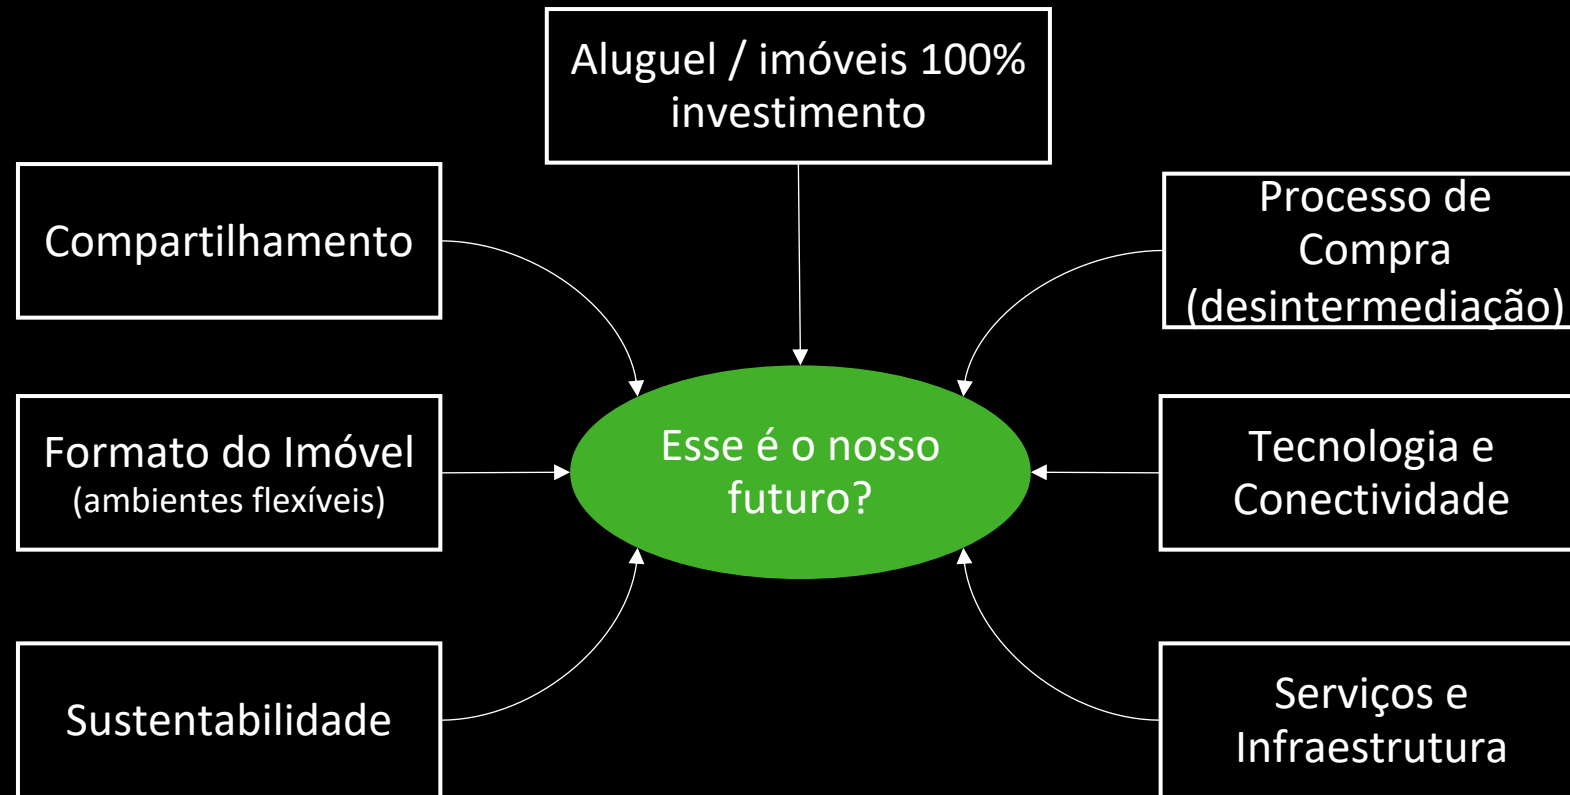 Aluguel / imóveis 100%
investimento
Compartilhamento
Processo de
Compra
(desintermediação)
Formato do Imóvel
(ambientes flexíveis)
Esse é o nosso
futuro?
Tecnologia e
Conectividade
Sustentabilidade
Serviços e
Infraestrutura